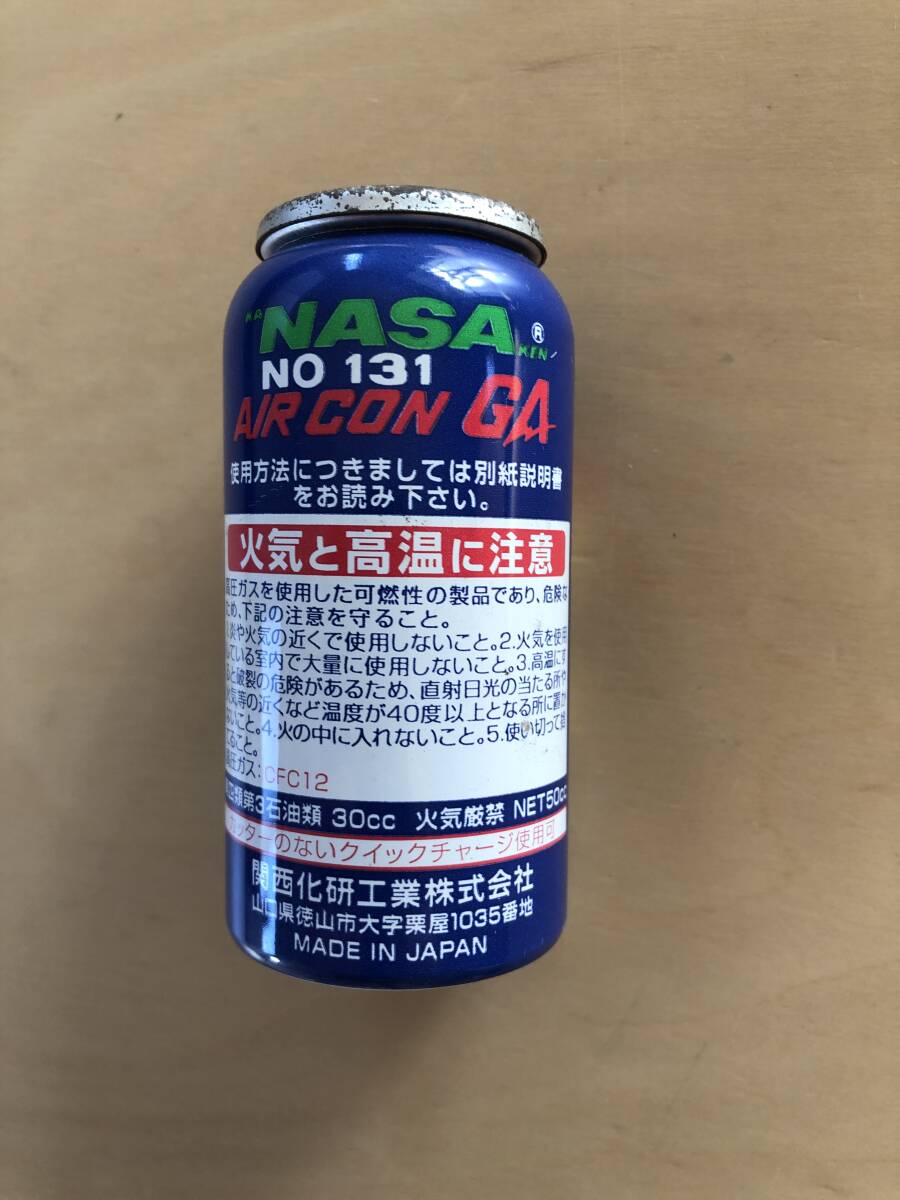 "NASA
KEN
®
NO 131
AIR CON GA
使用方法につきましては別紙説明書
をお読み下さい。
火気と高温に注意
高圧ガスを使用した可燃性の製品であり、危険な
ため、下記の注意を守ること。
1.炎や火気の近くで使用しないこと。2.火気を使用
している室内で大量に使用しないこと。3.高温に
と破裂の危険があるため、直射日光の当たる所や
火気等の近くなど温度が40度以上となる所に置か
ないこと。4.火の中に入れないこと。5.使い切って捨
てること。
高圧ガス:CFC12
第3石油類 30cc 火気厳禁 NET50cc
カッターのないクイックチャージ使用可
関西化研工業株式会社
山口県徳山市大字栗屋1035番地
MADE IN JAPAN